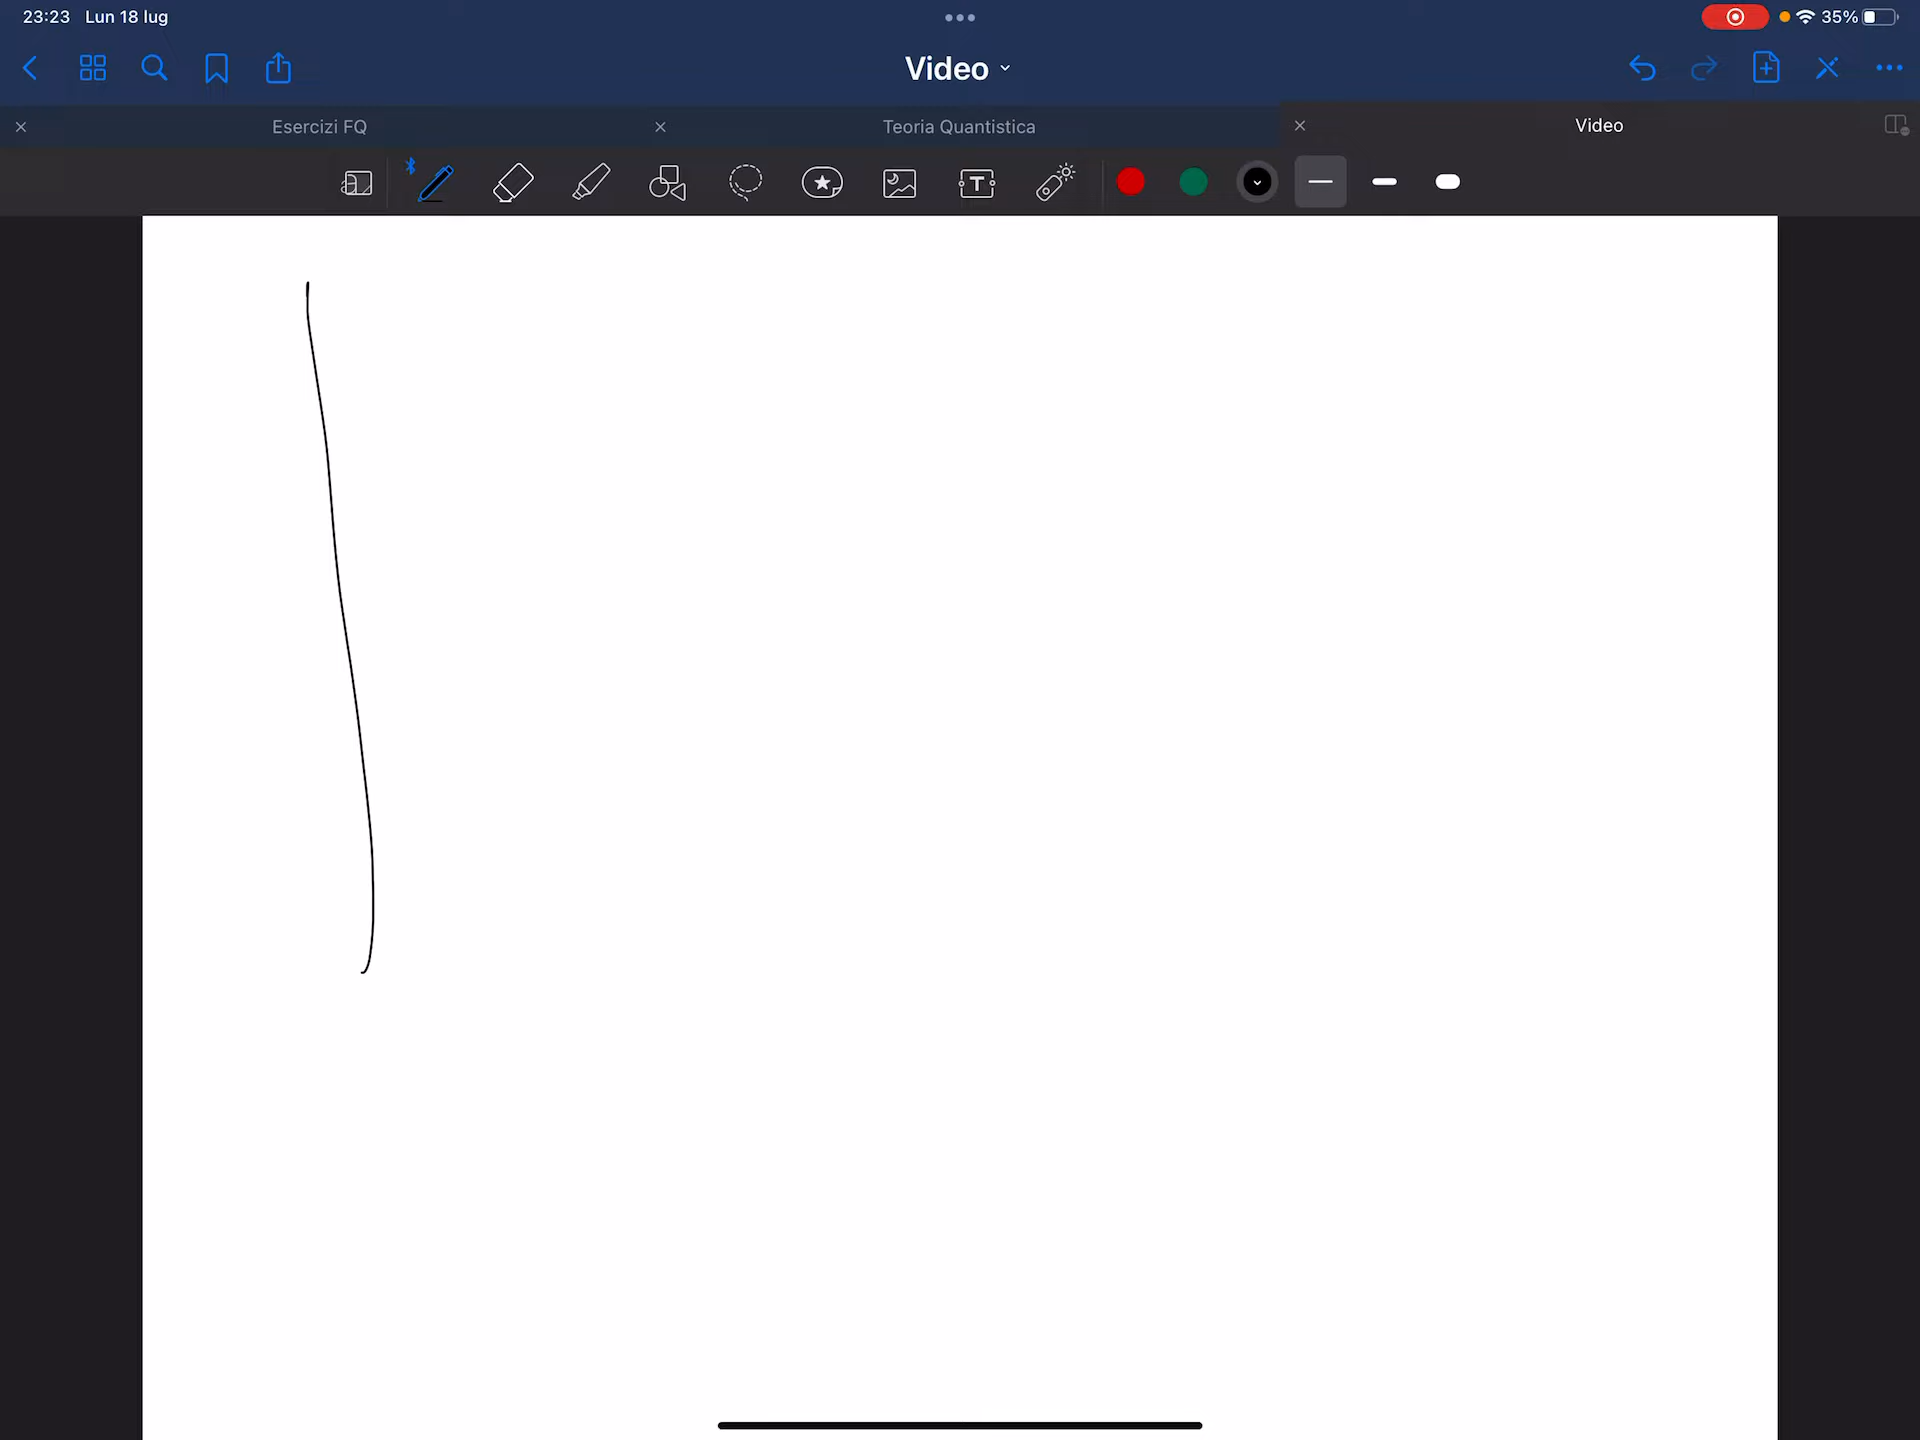 23:23 Lun 18 lug
35%
Video
Esercizi FQ
Teoria Quantistica
Video
T